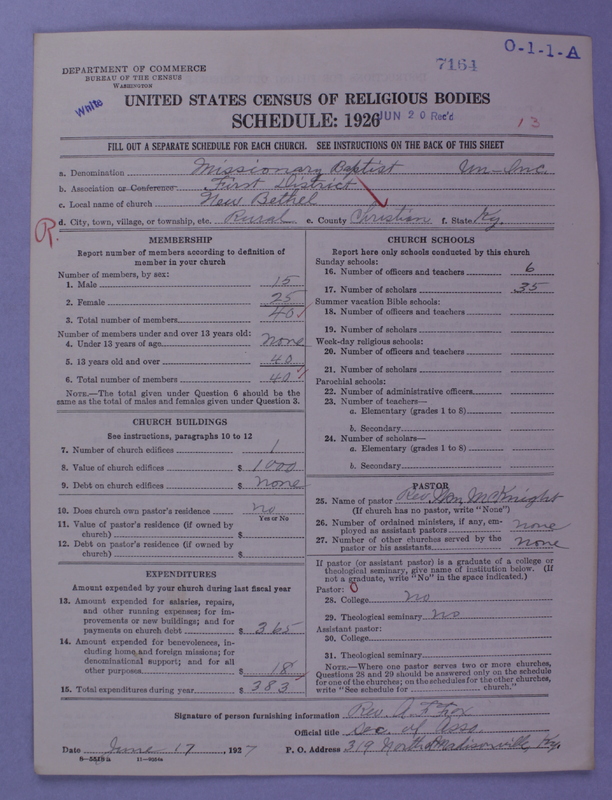 O-1-1-A
7164
DEPARTMENT OF COMMERCE
BUREAU OF THE CENSUS
WASHINGTON
White
UNITED STATES CENSUS OF RELIGIOUS BODIES
SCHEDULE: 1926
JUN 20 Rec'd
13
FILL OUT A SEPARATE SCHEDULE FOR EACH CHURCH. SEE INSTRUCTIONS ON THE BACK OF THIS SHEET
a. Denomination Missionary Baptist Un-Inc.
b. Association or Conference First District
c. Local name of church New Bethel
d. City, town, village, or township, etc. Rural e. County Christian f. State Ky.
R.
MEMBERSHIP
Report number of members according to definition of
member in your church
Number of members, by sex:
1. Male 15
2. Female 25
3. Total number of members 40
Number of members under and over 13 years old:
4. Under 13 years of age none
5. 13 years old and over 40
6. Total number of members 40
NOTE.—The total given under Question 6 should be the
same as the total of males and females given under Question 3.
CHURCH BUILDINGS
See instructions, paragraphs 10 to 12
7. Number of church edifices 1
8. Value of church edifices $ 1000
9. Debt on church edifices $ none
10. Does church own pastor's residence no
Yes or No
11. Value of pastor's residence (if owned by
church) $
12. Debt on pastor's residence (if owned by
church) $
EXPENDITURES
Amount expended by your church during last fiscal year
13. Amount expended for salaries, repairs,
and other running expenses; for im-
provements or new buildings; and for
payments on church debt $ 365
14. Amount expended for benevolences, in-
cluding home and foreign missions; for
denominational support; and for all
other purposes $ 18
15. Total expenditures during year $ 383
CHURCH SCHOOLS
Report here only schools conducted by this church
Sunday schools:
16. Number of officers and teachers 6
17. Number of scholars 35
Summer vacation Bible schools:
18. Number of officers and teachers
19. Number of scholars
Week-day religious schools:
20. Number of officers and teachers
21. Number of scholars
Parochial schools:
22. Number of administrative officers
23. Number of teachers—
a. Elementary (grades 1 to 8)
b. Secondary
24. Number of scholars—
a. Elementary (grades 1 to 8)
b. Secondary
PASTOR
25. Name of pastor Rev. Wm McKnight
(If church has no pastor, write "None")
26. Number of ordained ministers, if any, em-
ployed as assistant pastors none
27. Number of other churches served by the
pastor or his assistants none
If pastor (or assistant pastor) is a graduate of a college or
theological seminary, give name of institution below. (If
not a graduate, write "No" in the space indicated.)
Pastor: 0
28. College no
29. Theological seminary no
Assistant pastor:
30. College
31. Theological seminary
NOTE.—Where one pastor serves two or more churches,
Questions 28 and 29 should be answered only on the schedule
for one of the churches; on the schedules for the other churches,
write "See schedule for church."
Signature of person furnishing information Rev. A. Fox
Official title Sec. of Asso.
Date June 17, 1927 P. O. Address 319 North Madisonville, Ky.